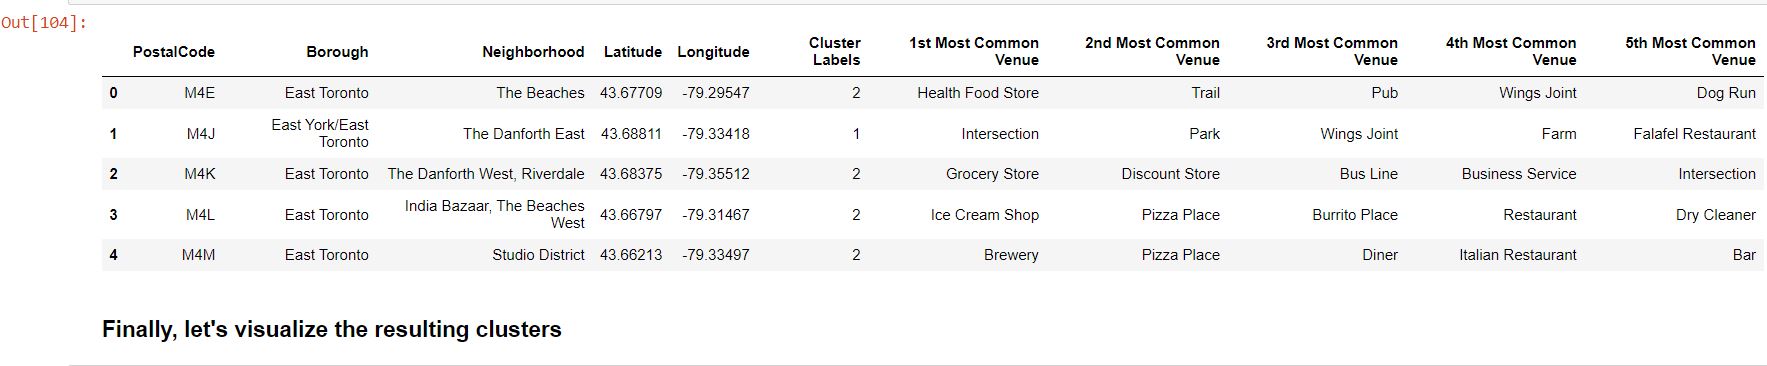 Out[104]:
PostalCode Borough Neighborhood Latitude Longitude Cluster Labels 1st Most Common Venue 2nd Most Common Venue 3rd Most Common Venue 4th Most Common Venue 5th Most Common Venue
0 M4E East Toronto The Beaches 43.67709 -79.29547 2 Health Food Store Trail Pub Wings Joint Dog Run
1 M4J East York/East Toronto The Danforth East 43.68811 -79.33418 1 Intersection Park Wings Joint Farm Falafel Restaurant
2 M4K East Toronto The Danforth West, Riverdale 43.68375 -79.35512 2 Grocery Store Discount Store Bus Line Business Service Intersection
3 M4L East Toronto India Bazaar, The Beaches West 43.66797 -79.31467 2 Ice Cream Shop Pizza Place Burrito Place Restaurant Dry Cleaner
4 M4M East Toronto Studio District 43.66213 -79.33497 2 Brewery Pizza Place Diner Italian Restaurant Bar
Finally, let's visualize the resulting clusters